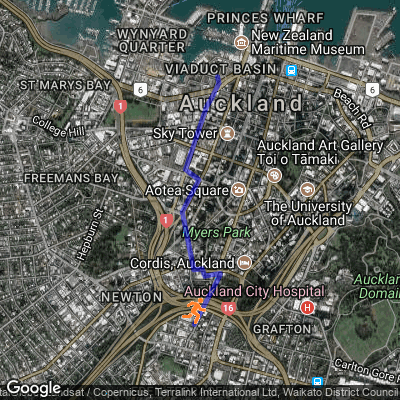 PRINCES WHARF
WYNYARD
QUARTER
New Zealand
Maritime Museum
VIADUCT BASIN
ST MARYS BAY
6
6
Auckland
1
Beach Rd
College Hill
Sky Tower
Auckland Art Gallery
Toi o Tāmaki
FREEMANS BAY
Aotea Square
The University
of Auckland
1
Hepburn St
Myers Park
Cordis, Auckland
Auckland
Domain
Auckland City Hospital
NEWTON
16
H
GRAFTON
Carlton Gore R
Google
dsat / Copernicus, Terralink International Ltd, Waikato District Council